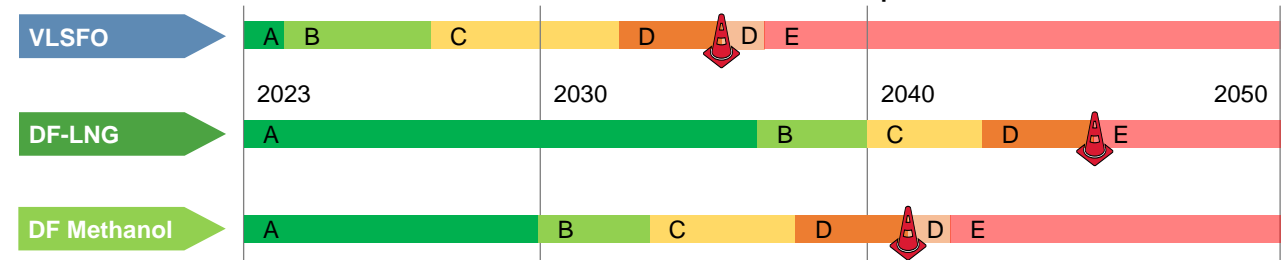 VLSFO
A B C D D E
2023 2030 2040 2050
DF-LNG
A B C D E
DF Methanol
A B C D D E